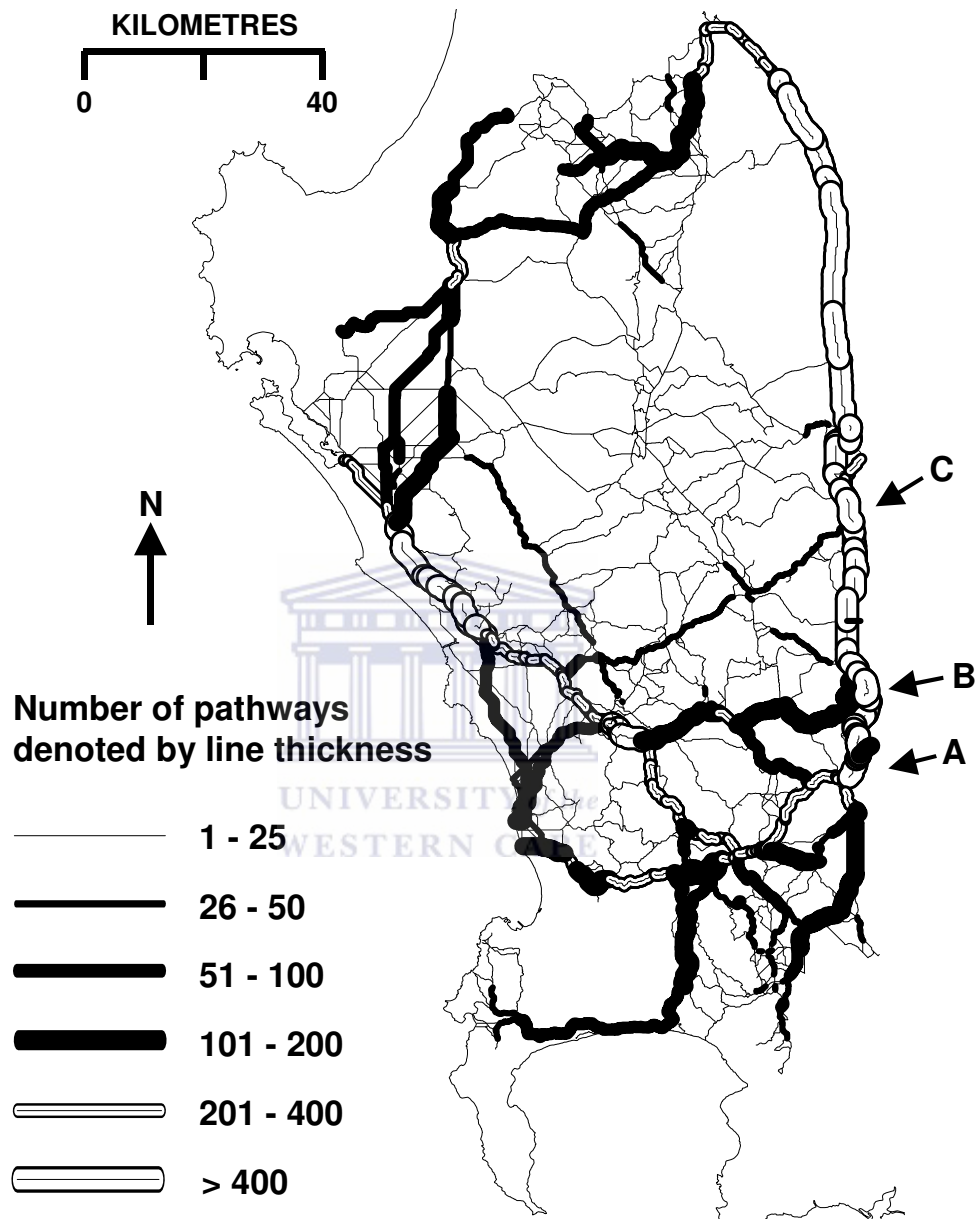 KILOMETRES
0 40
C
N
B
Number of pathways
denoted by line thickness
A
UNIVERSITY of the
WESTERN CAPE
1 - 25
26 - 50
51 - 100
101 - 200
201 - 400
> 400